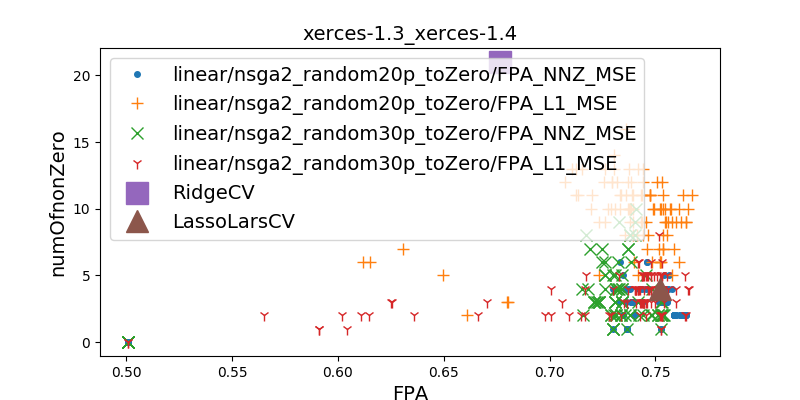 xerces-1.3_xerces-1.4
numOfnonZero
20
15
10
5
0
linear/nsga2_random20p_toZero/FPA_NNZ_MSE
linear/nsga2_random20p_toZero/FPA_L1_MSE
linear/nsga2_random30p_toZero/FPA_NNZ_MSE
linear/nsga2_random30p_toZero/FPA_L1_MSE
RidgeCV
LassoLarsCV
0.50 0.55 0.60 0.65 0.70 0.75
FPA